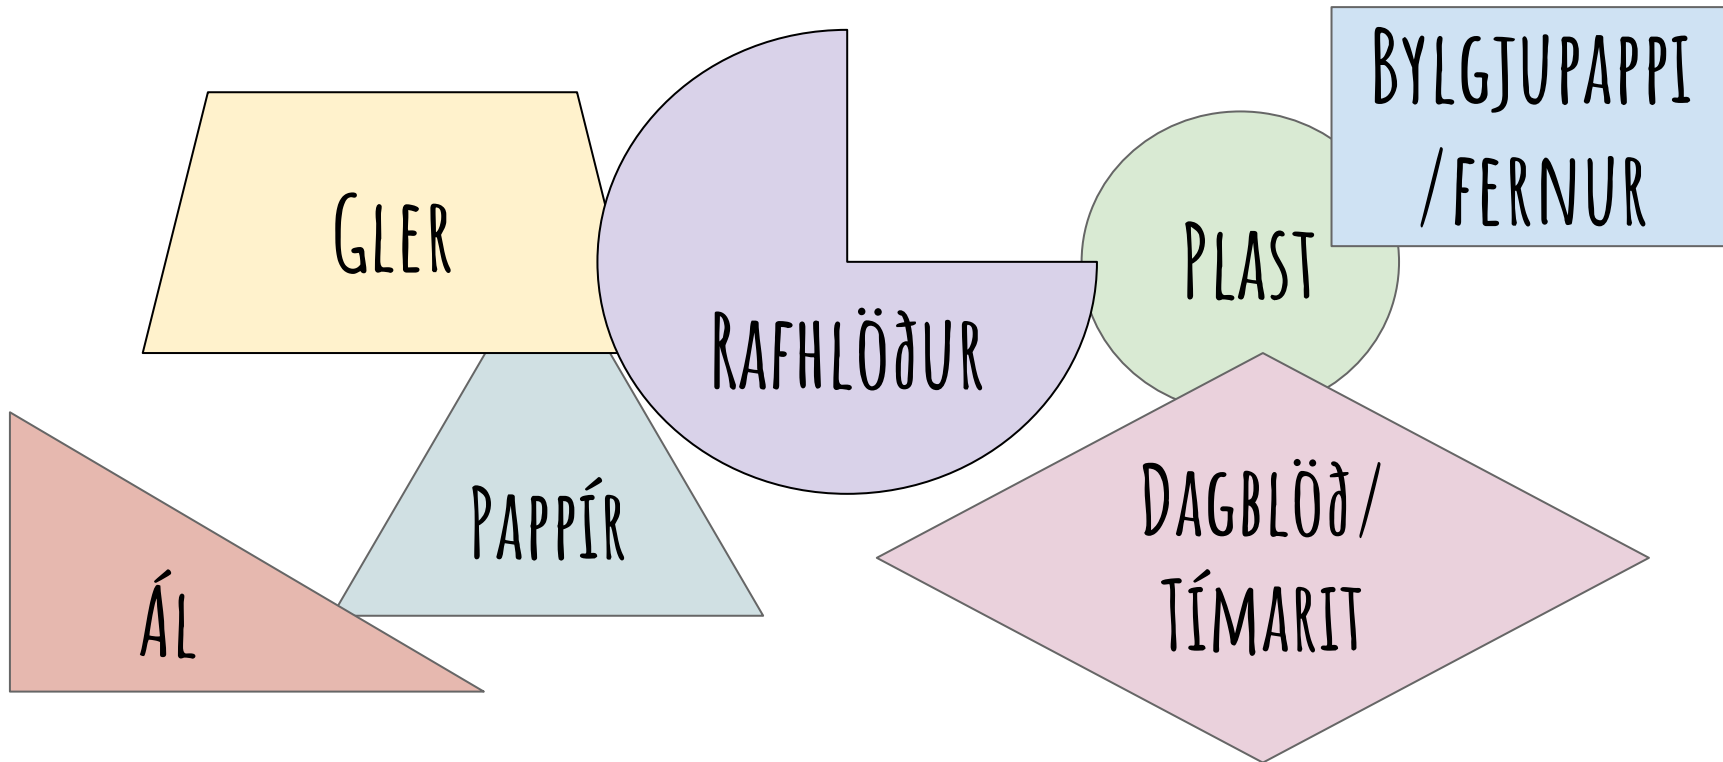 Bylgjupappi
/fernur
Gler
Plast
Rafhlöður
Pappír
Dagblöð/
Tímarit
Ál